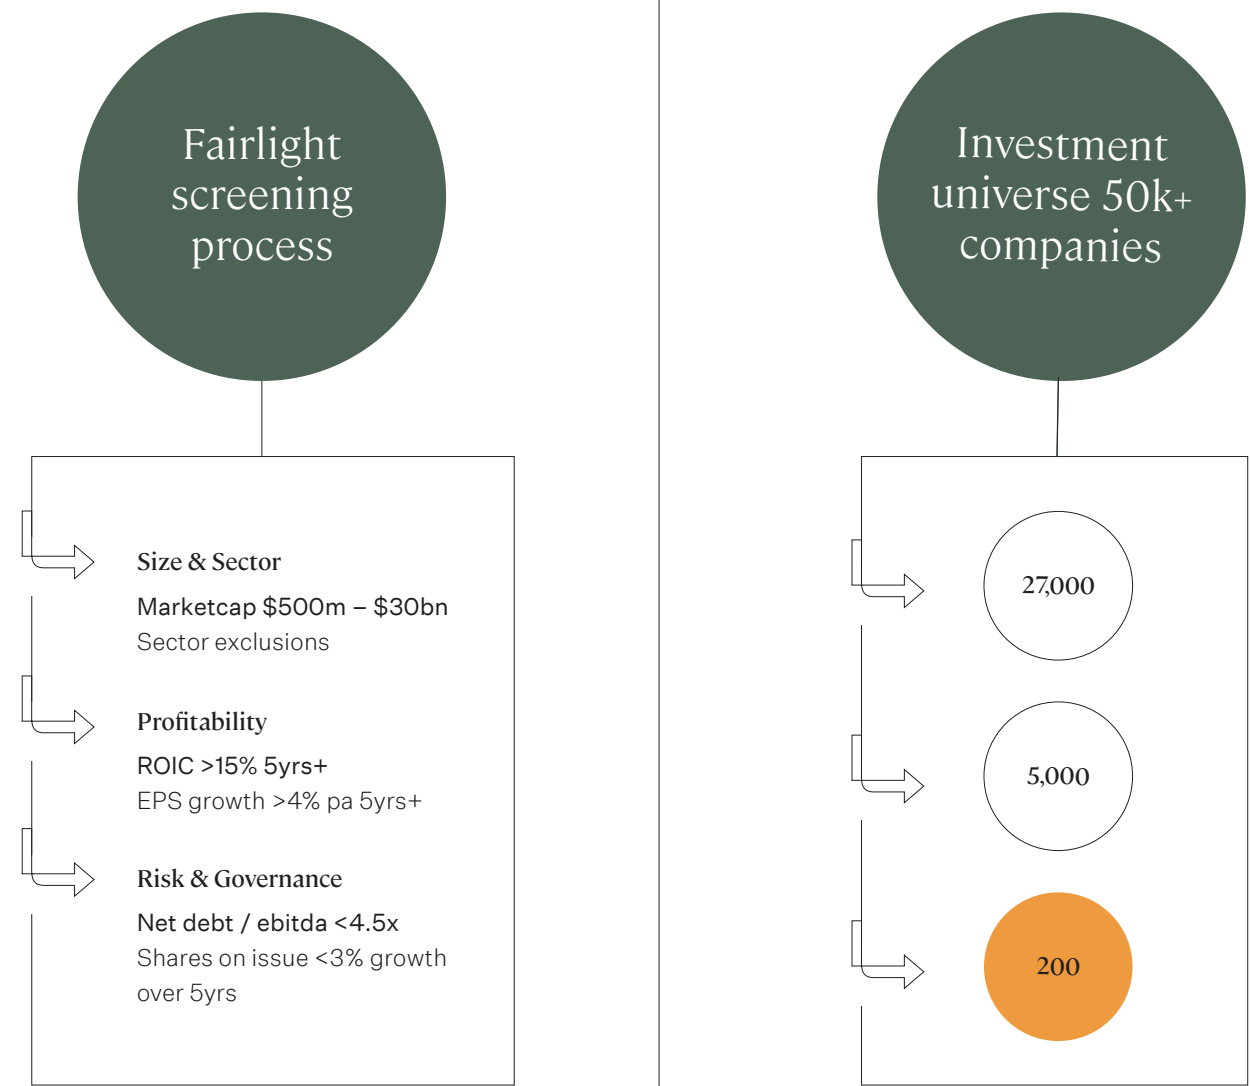 Fairlight
screening
process
Size & Sector
Marketcap $500m – $30bn
Sector exclusions
Profitability
ROIC >15% 5yrs+
EPS growth >4% pa 5yrs+
Risk & Governance
Net debt / ebitda <4.5x
Shares on issue <3% growth
over 5yrs
Investment
universe 50k+
companies
27,000
5,000
200